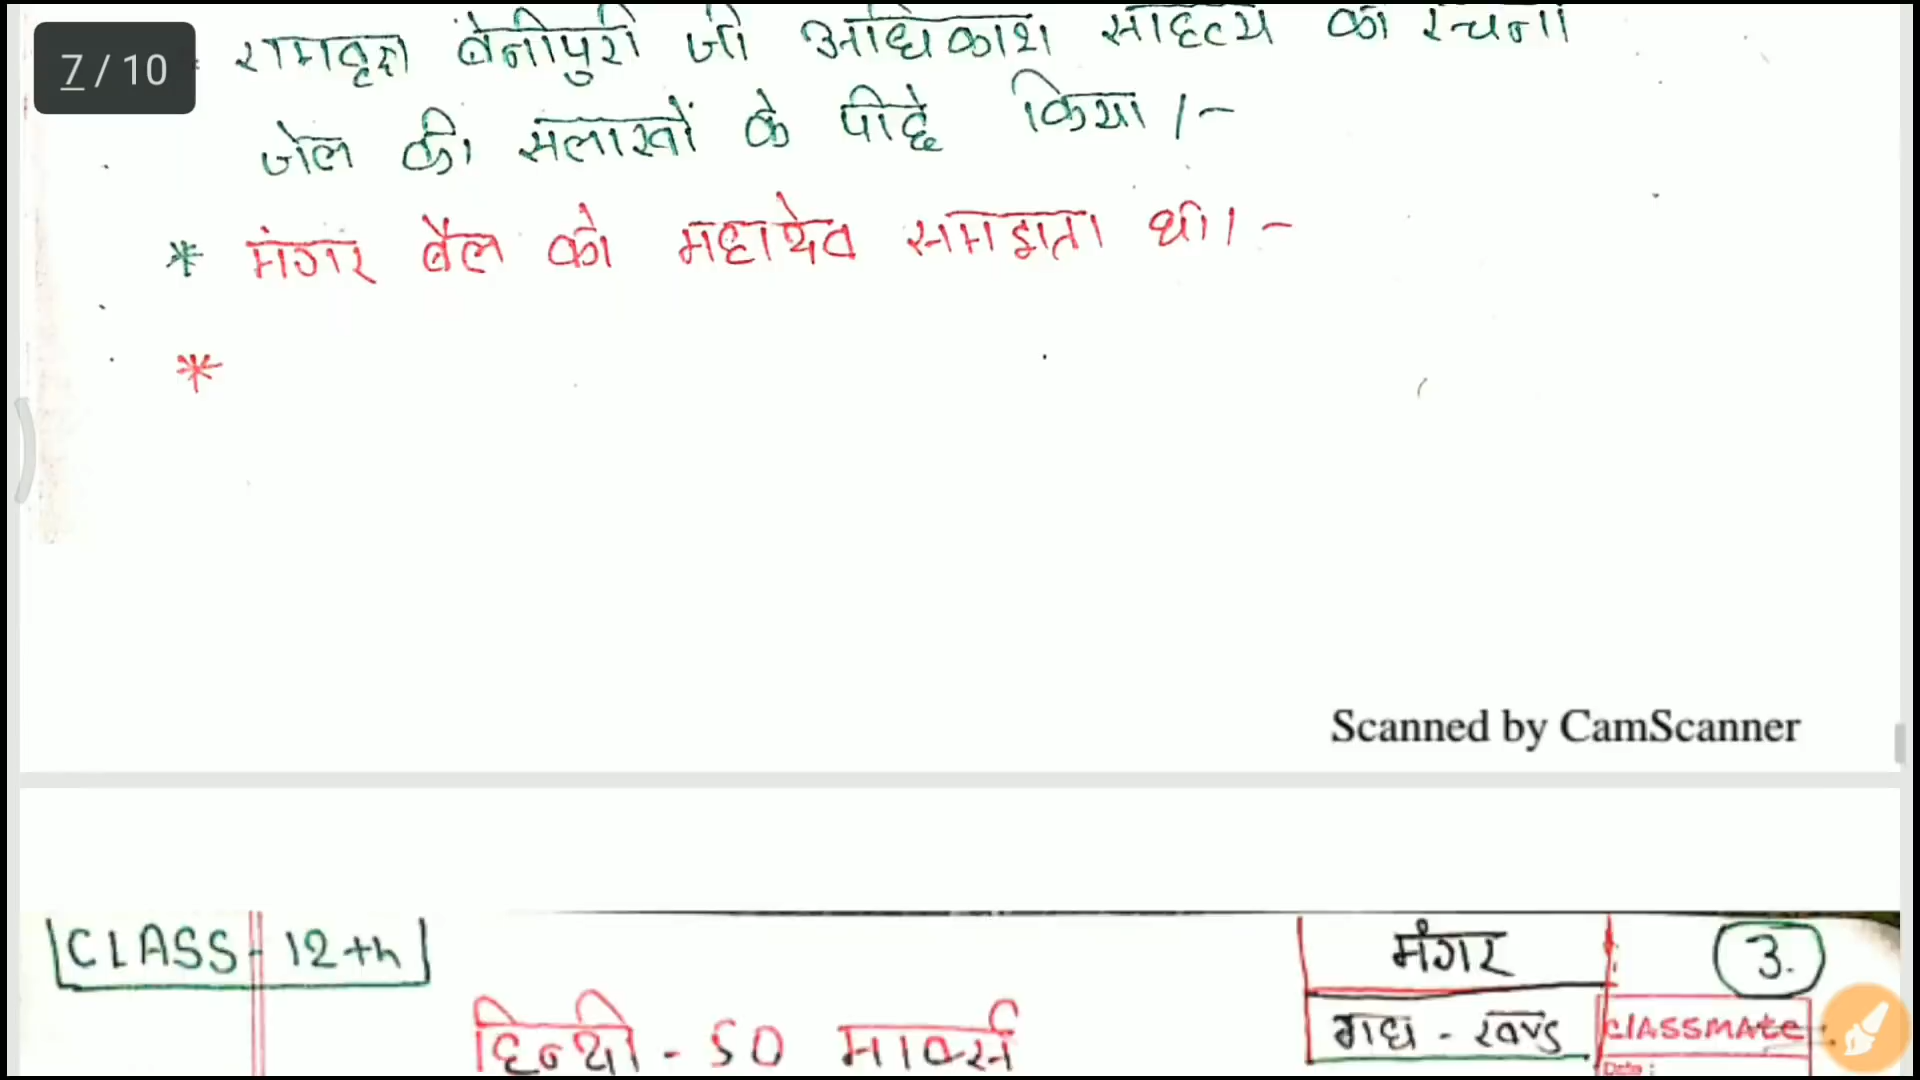 7 / 10
रामवृक्ष बेनीपुरी जी अधिकांश साहित्य की रचना
जेल की सलाखों के पीछे किया।-
* मंगर बैल को महादेव समझता था।-
*
Scanned by CamScanner
CLASS - 12th
मंगर
3.
हिन्दी - 50 मार्क्स
गद्य - खण्ड
CLASSMATE
Date :